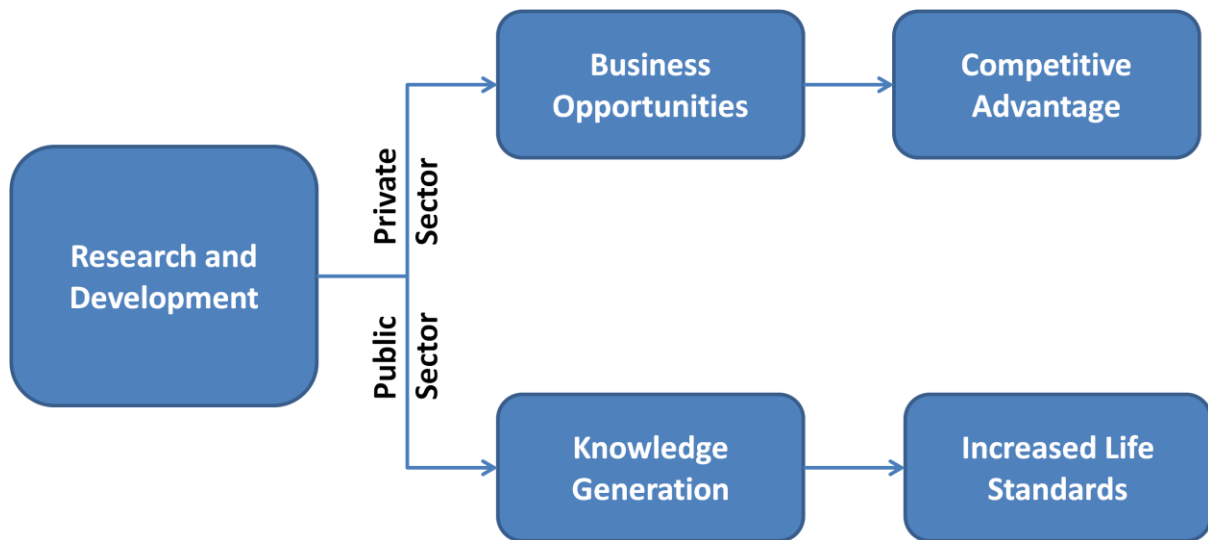 Business
Opportunities
Competitive
Advantage
Private
Sector
Research and
Development
Public
Sector
Knowledge
Generation
Increased Life
Standards